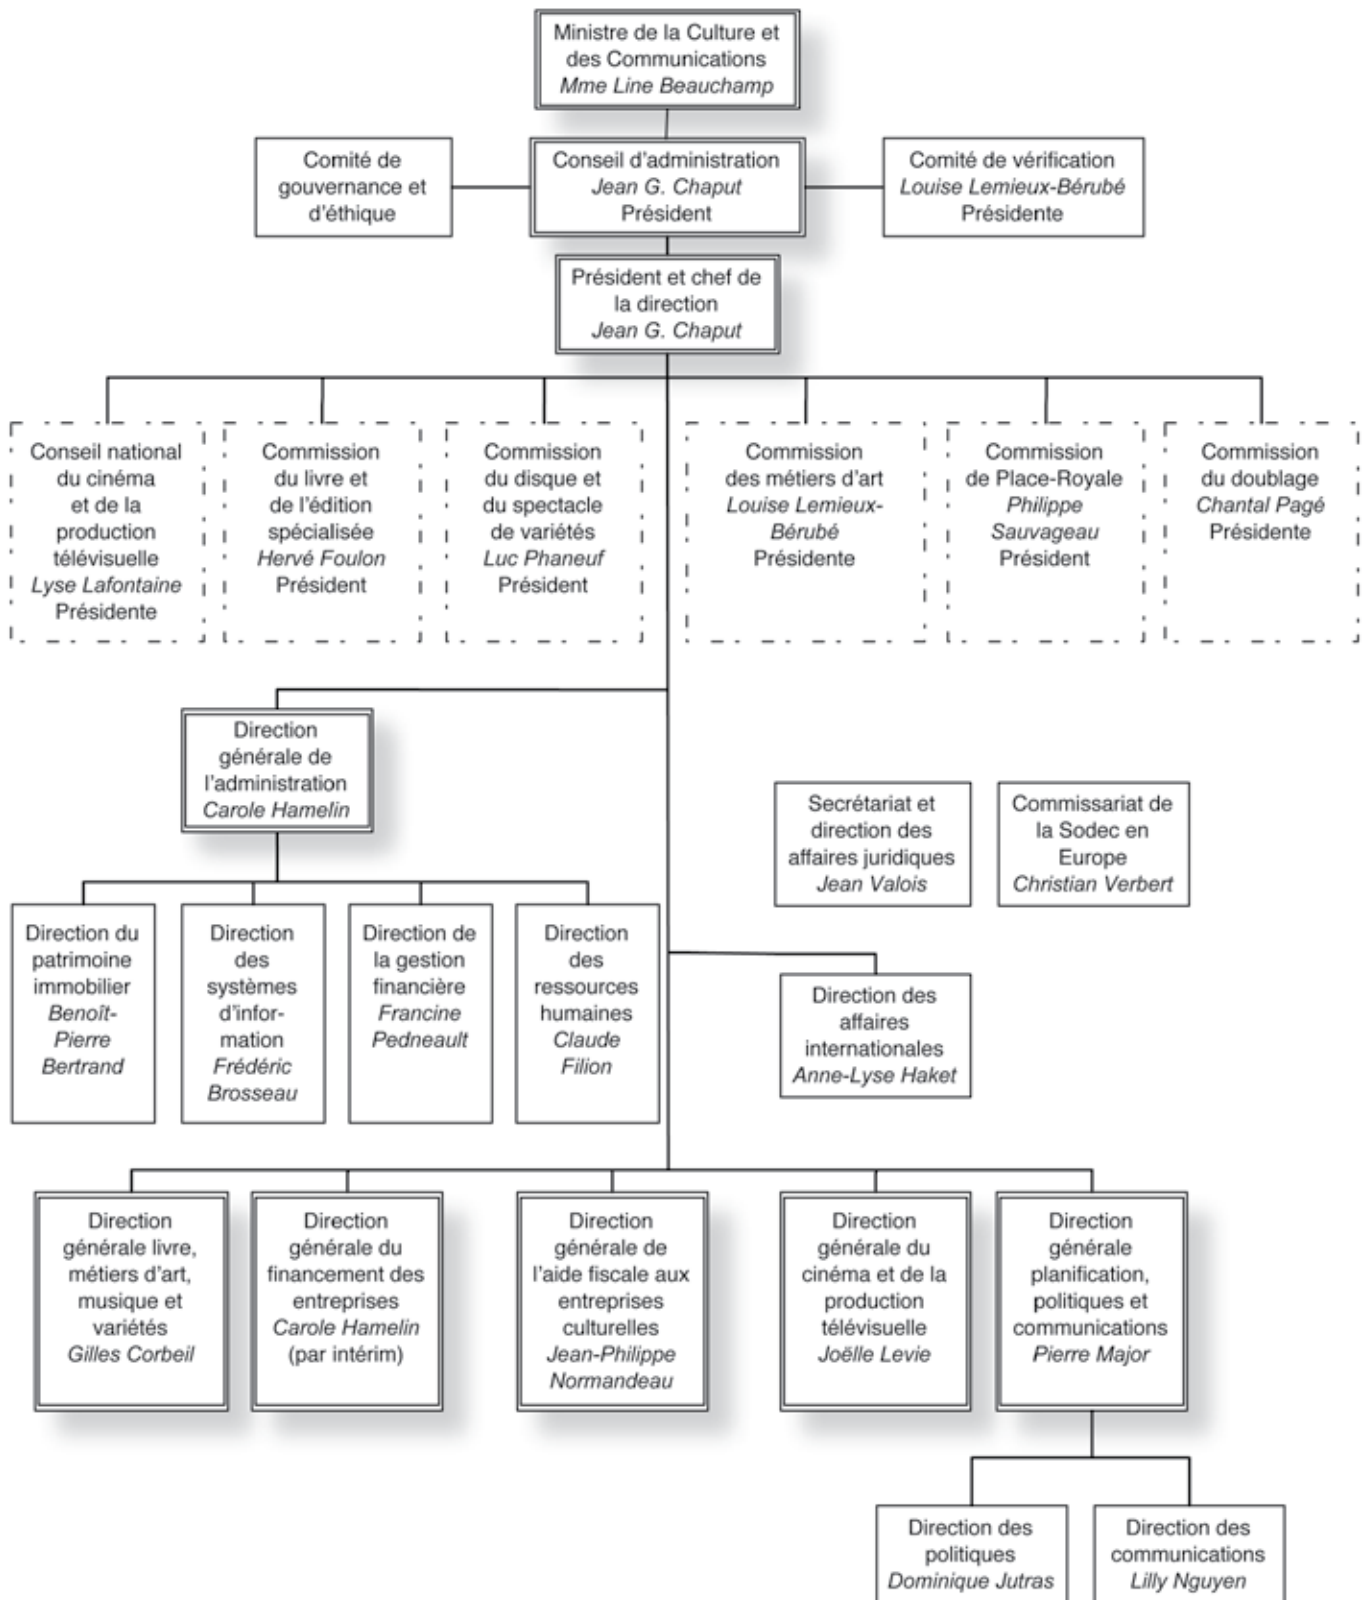 Ministre de la Culture et
des Communications
Mme Line Beauchamp
Comité de
gouvernance et
d'éthique
Conseil d'administration
Jean G. Chaput
Président
Comité de vérification
Louise Lemieux-Bérubé
Présidente
Président et chef de
la direction
Jean G. Chaput
Conseil national
du cinéma
et de la
production
télévisuelle
Lyse Lafontaine
Présidente
Commission
du livre et
de l'édition
spécialisée
Hervé Foulon
Président
Commission
du disque et
du spectacle
de variétés
Luc Phaneuf
Président
Commission
des métiers d'art
Louise Lemieux-
Bérubé
Présidente
Commission
de Place-Royale
Philippe
Sauvageau
Président
Commission
du doublage
Chantal Pagé
Présidente
Direction
générale de
l'administration
Carole Hamelin
Secrétariat et
direction des
affaires juridiques
Jean Valois
Commissariat de
la Sodec en
Europe
Christian Verbert
Direction du
patrimoine
immobilier
Benoît-
Pierre
Bertrand
Direction
des
systèmes
d'infor-
mation
Frédéric
Brosseau
Direction de
la gestion
financière
Francine
Pedneault
Direction
des
ressources
humaines
Claude
Filion
Direction des
affaires
internationales
Anne-Lyse Haket
Direction
générale livre,
métiers d'art,
musique et
variétés
Gilles Corbeil
Direction
générale du
financement des
entreprises
Carole Hamelin
(par intérim)
Direction
générale de
l'aide fiscale aux
entreprises
culturelles
Jean-Philippe
Normandeau
Direction
générale du
cinéma et de la
production
télévisuelle
Joëlle Levie
Direction
générale
planification,
politiques et
communications
Pierre Major
Direction des
politiques
Dominique Jutras
Direction des
communications
Lilly Nguyen